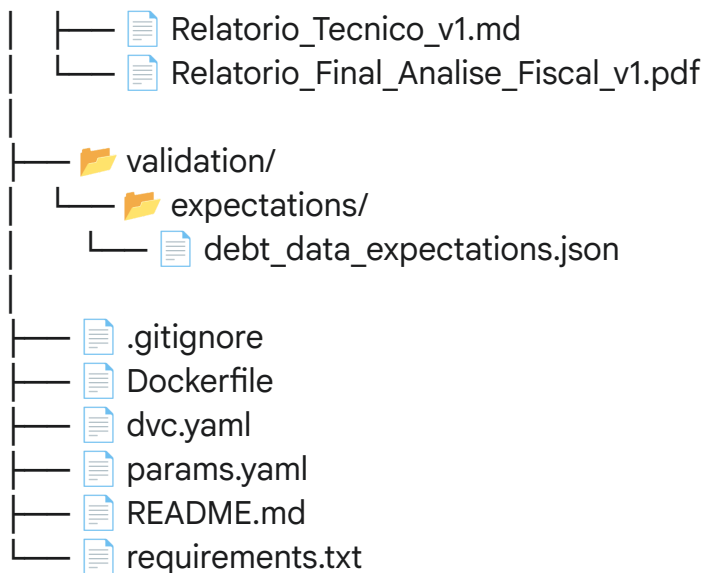 │ ├── 📄 Relatorio_Tecnico_v1.md
│ └── 📄 Relatorio_Final_Analise_Fiscal_v1.pdf
│
├── 📂 validation/
│ └── 📂 expectations/
│ └── 📄 debt_data_expectations.json
│
├── 📄 .gitignore
├── 📄 Dockerfile
├── 📄 dvc.yaml
├── 📄 params.yaml
├── 📄 README.md
└── 📄 requirements.txt